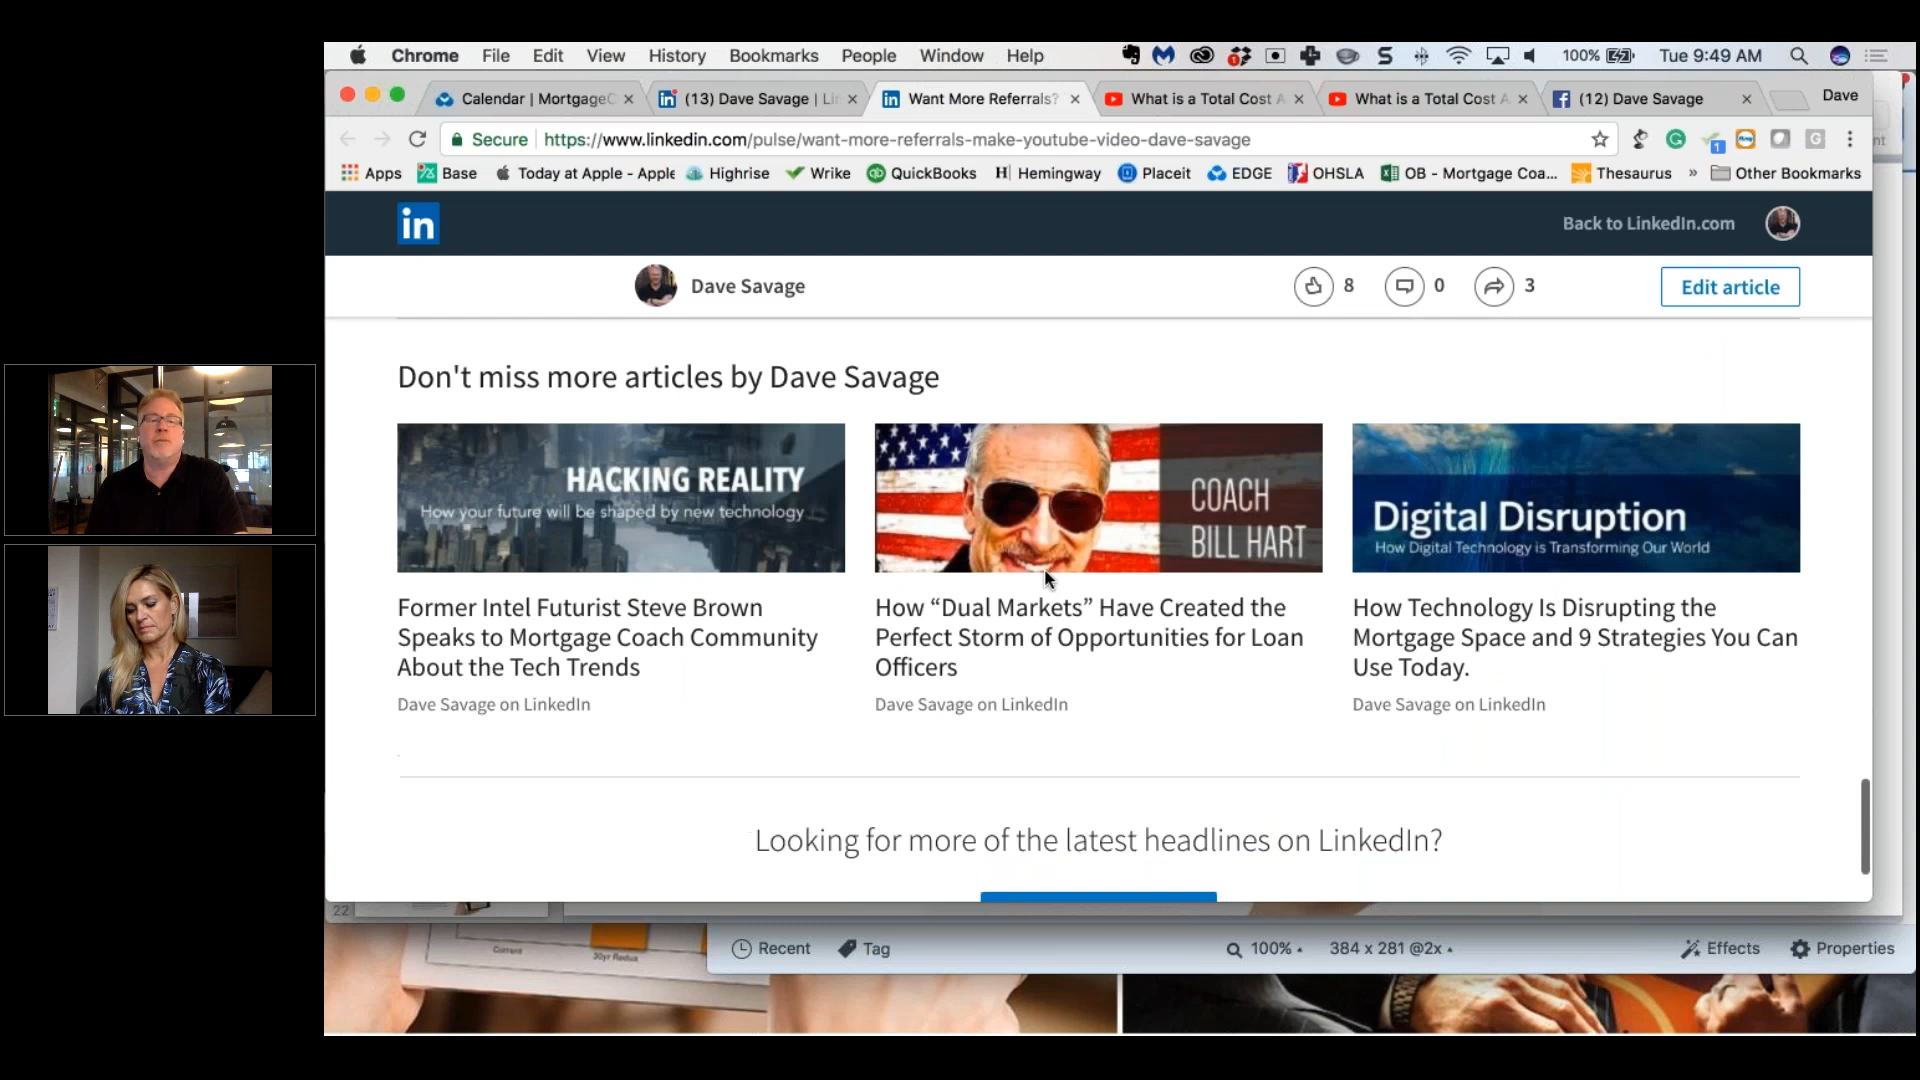 Chrome File Edit View History Bookmarks People Window Help 100% Tue 9:49 AM
Calendar | MortgageC (13) Dave Savage | Lin Want More Referrals? What is a Total Cost A What is a Total Cost A (12) Dave Savage Dave
Secure https://www.linkedin.com/pulse/want-more-referrals-make-youtube-video-dave-savage
Apps Base Today at Apple - Apple Highrise Wrike QuickBooks Hemingway Placeit EDGE OHSLA OB - Mortgage Coa... Thesaurus » Other Bookmarks
in Back to LinkedIn.com
Dave Savage 8 0 3 Edit article
Don't miss more articles by Dave Savage
HACKING REALITY
How your future will be shaped by new technology
COACH
BILL HART
Digital Disruption
How Digital Technology is Transforming Our World
Former Intel Futurist Steve Brown
Speaks to Mortgage Coach Community
About the Tech Trends
Dave Savage on LinkedIn
How “Dual Markets” Have Created the
Perfect Storm of Opportunities for Loan
Officers
Dave Savage on LinkedIn
How Technology Is Disrupting the
Mortgage Space and 9 Strategies You Can
Use Today.
Dave Savage on LinkedIn
Looking for more of the latest headlines on LinkedIn?
22
Recent Tag 100% 384 x 281 @2x Effects Properties
Current 30yr Redux